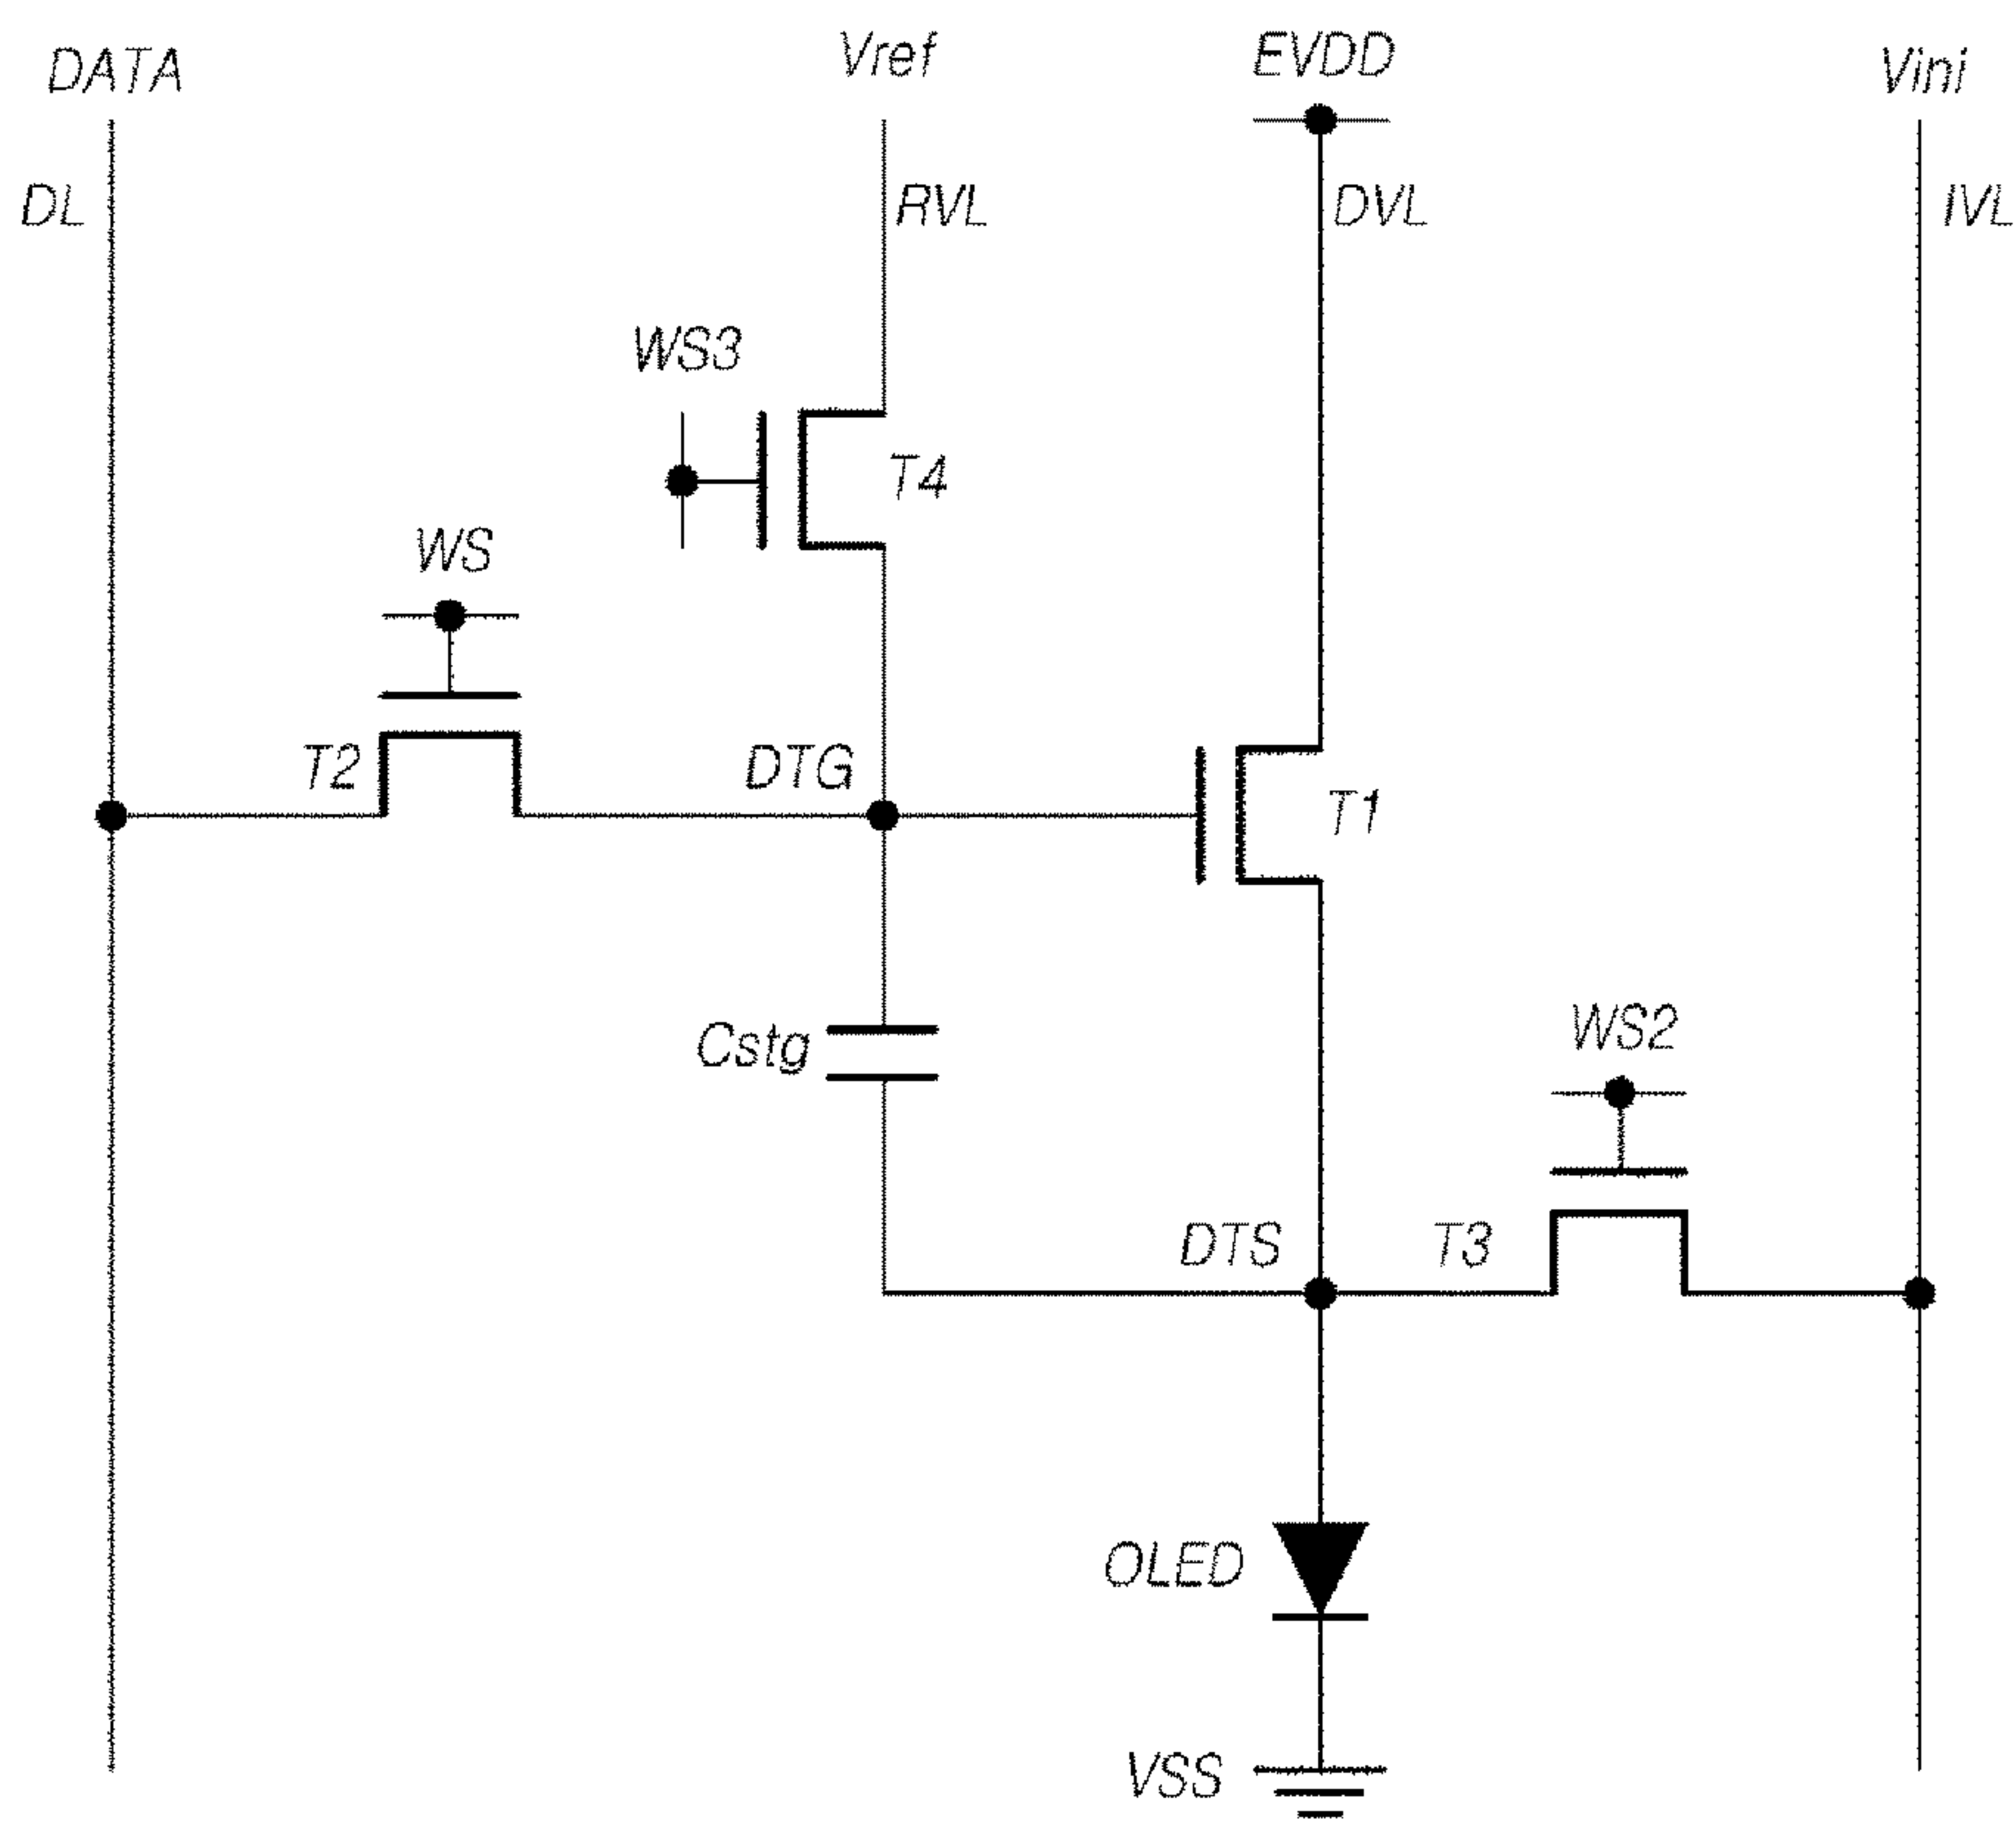 DATA
Vref
EVDD
Vini
DL
RVL
DVL
IVL
WS3
T4
WS
T2
DTG
T1
Cstg
WS2
DTS
T3
OLED
VSS